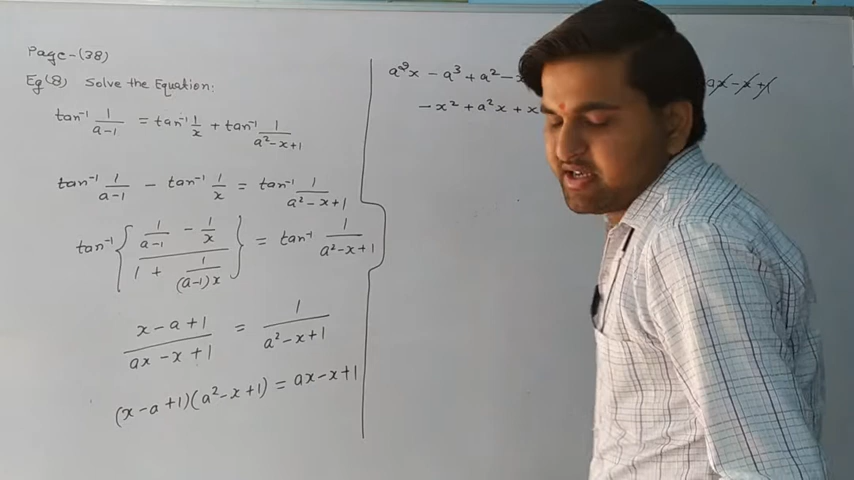 Page-(38)
Eg(8) Solve the Equation:
tan⁻¹ 1/(a-1) = tan⁻¹ 1/x + tan⁻¹ 1/(a²-x+1)
tan⁻¹ 1/(a-1) - tan⁻¹ 1/x = tan⁻¹ 1/(a²-x+1)
tan⁻¹ { (1/(a-1) - 1/x) / (1 + 1/((a-1)x)) } = tan⁻¹ 1/(a²-x+1)
(x-a+1)/(ax-x+1) = 1/(a²-x+1)
(x-a+1)(a²-x+1) = ax-x+1
a²x - a³ + a² - x ax - x + 1
- x² + a²x + x